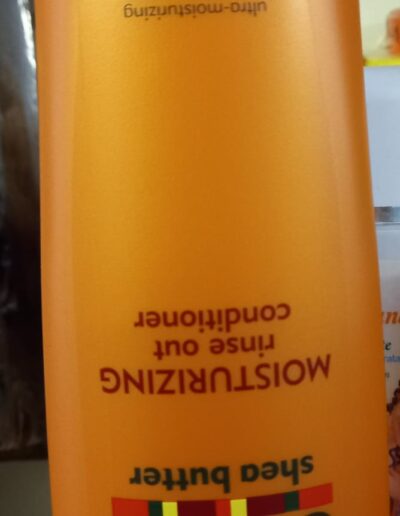 shea butter
MOISTURIZING
rinse out
conditioner
ultra-moisturizing